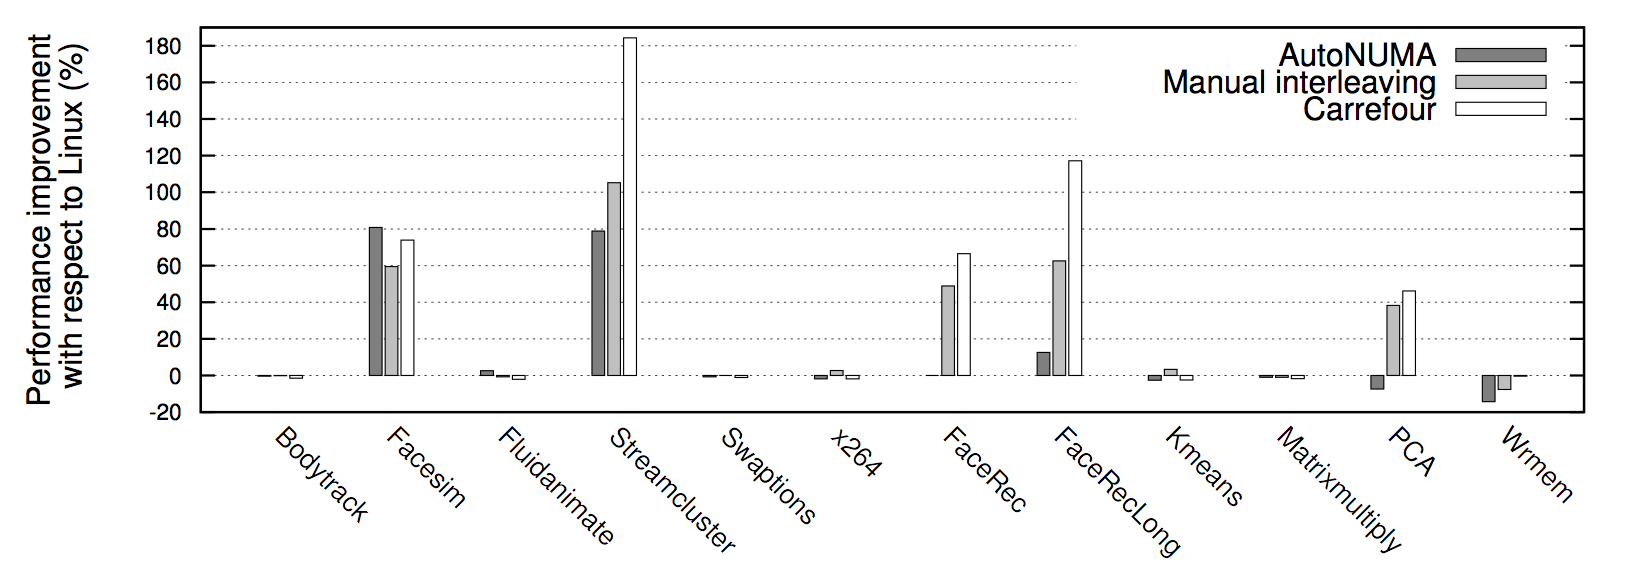 Performance improvement
with respect to Linux (%)
180
160
140
120
100
80
60
40
20
0
-20
AutoNUMA
Manual interleaving
Carrefour
Bodytrack
Facesim
Fluidanimate
Streamcluster
Swaptions
x264
FaceRec
FaceRecLong
Kmeans
Matrixmultiply
PCA
Wrmem